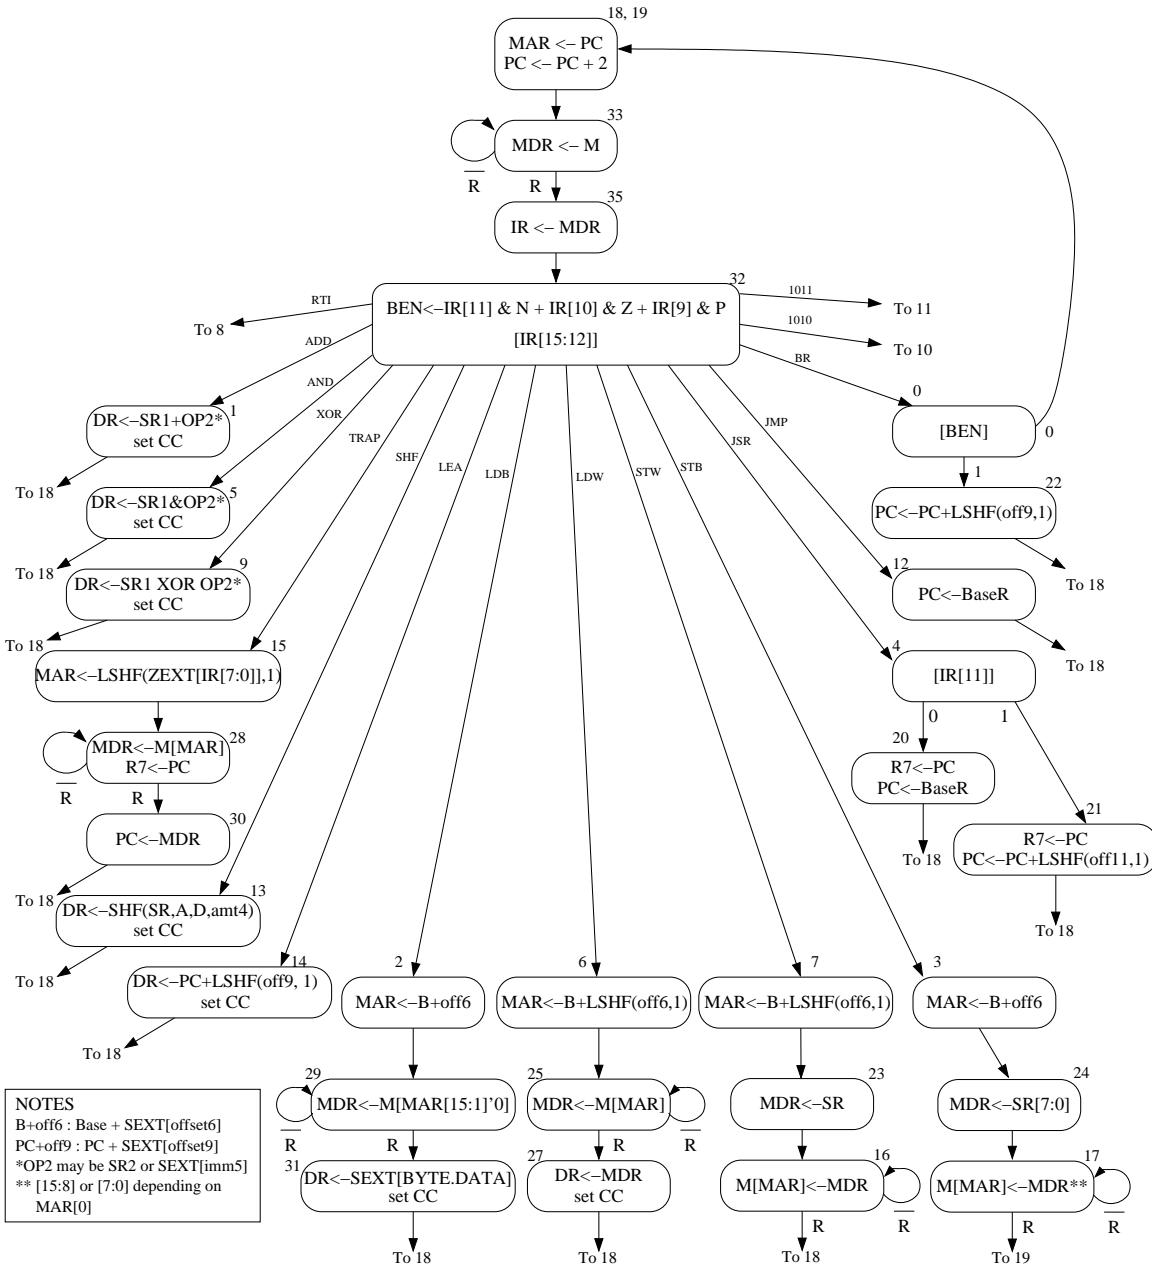 18, 19
MAR <– PC
PC <– PC + 2
33
MDR <– M
R
R
35
IR <– MDR
32
BEN<–IR[11] & N + IR[10] & Z + IR[9] & P
[IR[15:12]]
RTI
To 8
1011
To 11
1010
To 10
ADD
AND
XOR
TRAP
SHF
LEA
LDB
LDW
STW
STB
JSR
JMP
BR
1
DR<–SR1+OP2*
set CC
To 18
5
DR<–SR1&OP2*
set CC
To 18
9
DR<–SR1 XOR OP2*
set CC
To 18
15
MAR<–LSHF(ZEXT[IR[7:0]],1)
28
MDR<–M[MAR]
R7<–PC
R
R
30
PC<–MDR
To 18
13
DR<–SHF(SR,A,D,amt4)
set CC
To 18
14
DR<–PC+LSHF(off9, 1)
set CC
To 18
0
[BEN]
0
1
22
PC<–PC+LSHF(off9,1)
To 18
12
PC<–BaseR
To 18
4
[IR[11]]
0
1
20
R7<–PC
PC<–BaseR
To 18
21
R7<–PC
PC<–PC+LSHF(off11,1)
To 18
2
MAR<–B+off6
6
MAR<–B+LSHF(off6,1)
7
MAR<–B+LSHF(off6,1)
3
MAR<–B+off6
29
MDR<–M[MAR[15:1]'0]
R
R
25
MDR<–M[MAR]
R
R
23
MDR<–SR
24
MDR<–SR[7:0]
31
DR<–SEXT[BYTE.DATA]
set CC
To 18
27
DR<–MDR
set CC
To 18
16
M[MAR]<–MDR
R
R
To 18
17
M[MAR]<–MDR**
R
R
To 19
NOTES
B+off6 : Base + SEXT[offset6]
PC+off9 : PC + SEXT[offset9]
*OP2 may be SR2 or SEXT[imm5]
** [15:8] or [7:0] depending on
MAR[0]